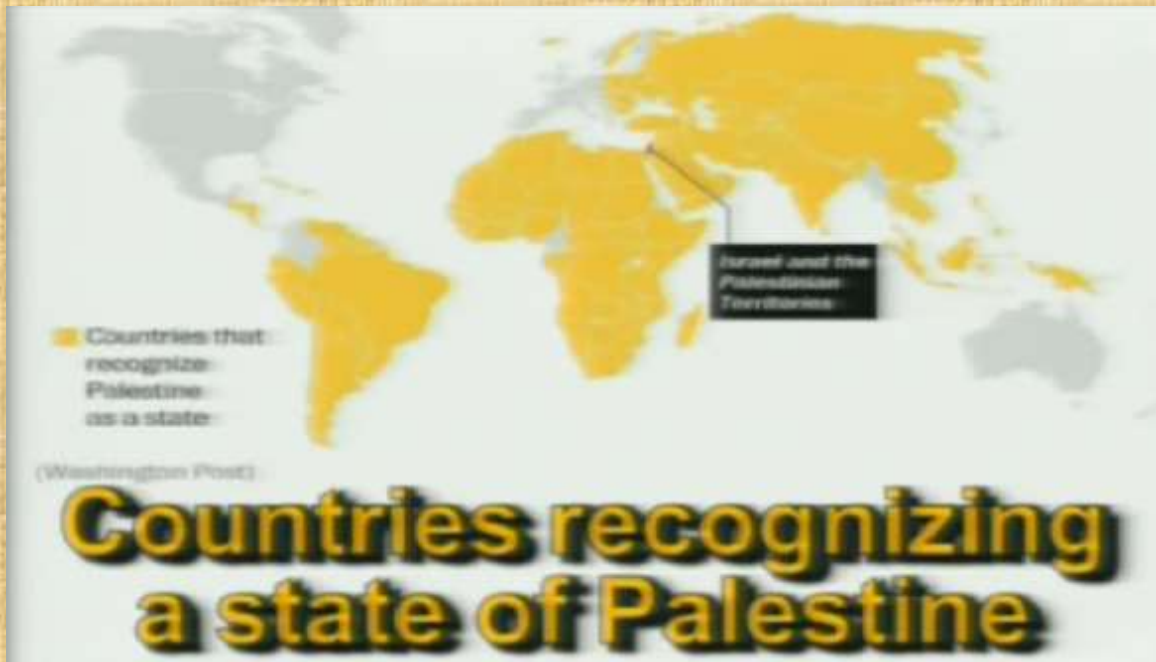 Israel and the
Palestinian
Territories
Countries that
recognize
Palestine
as a state
(Washington Post)
Countries recognizing
a state of Palestine